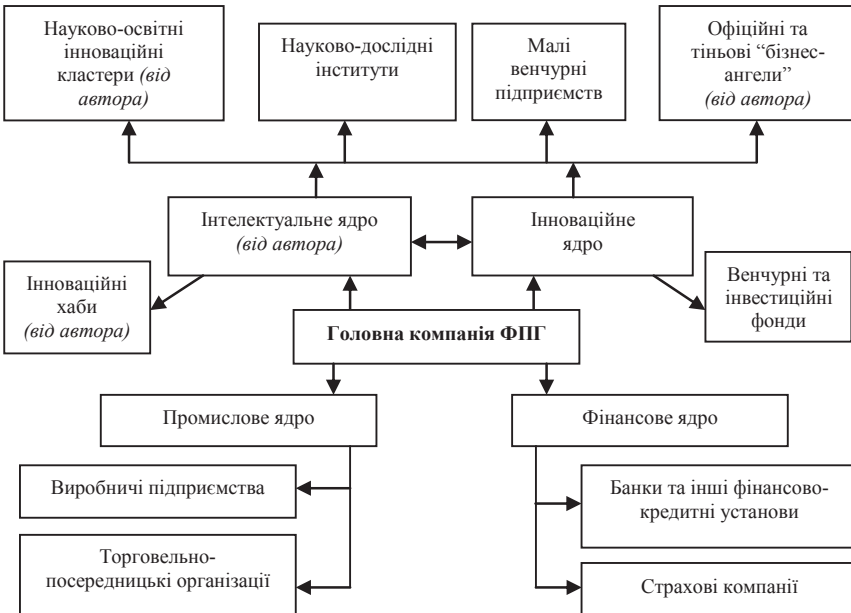 Науково-освітні
інноваційні
кластери (від
автора)
Науково-дослідні
інститути
Малі
венчурні
підприємств
Офіційні та
тіньові “бізнес-
ангели”
(від автора)
Інтелектуальне ядро
(від автора)
Інноваційне
ядро
Інноваційні
хаби
(від автора)
Венчурні та
інвестиційні
фонди
Головна компанія ФПГ
Промислове ядро
Фінансове ядро
Виробничі підприємства
Банки та інші фінансово-
кредитні установи
Торговельно-
посередницькі організації
Страхові компанії